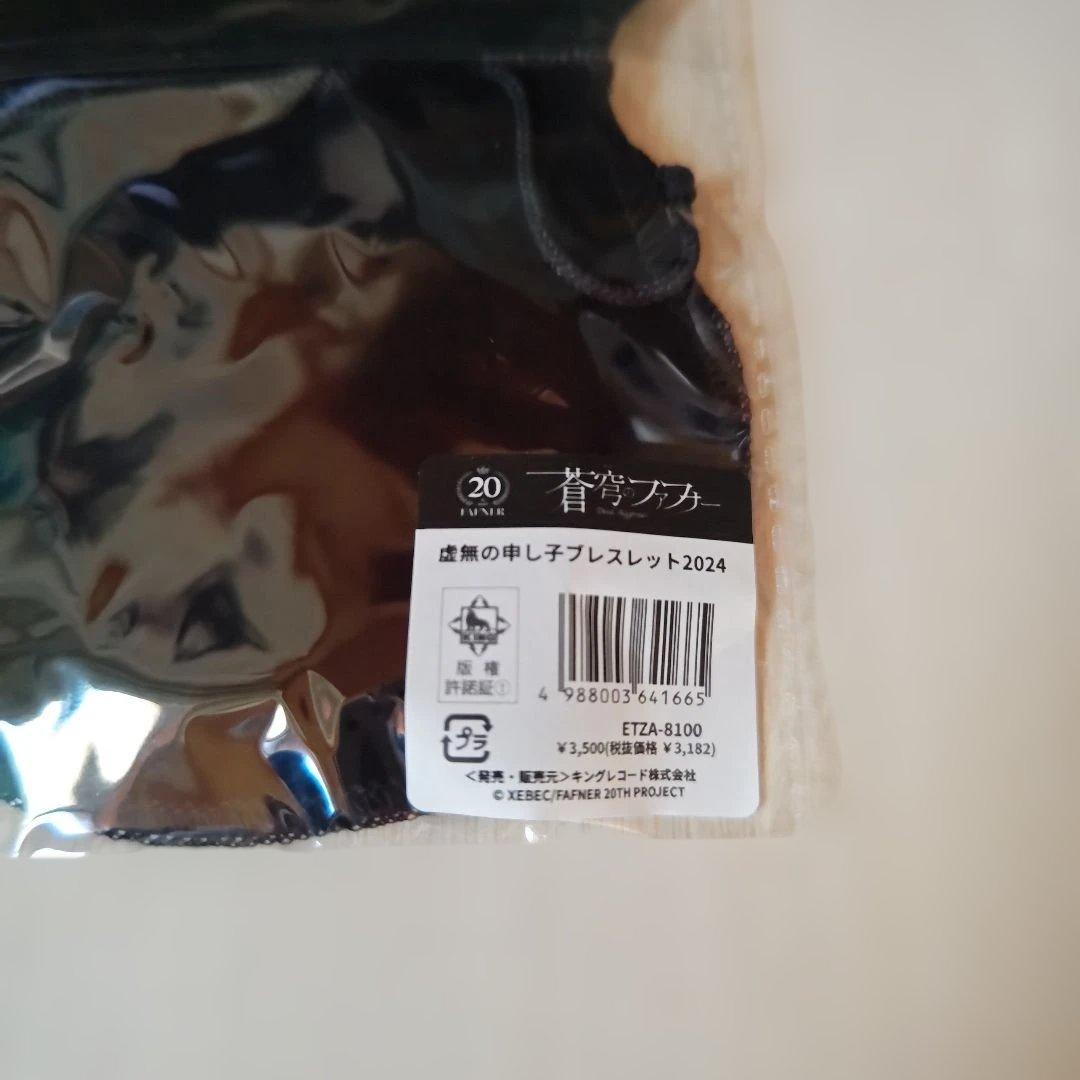 20
FAFNER
蒼穹のファフナー
虚無の申し子ブレスレット2024
KING
版権
許諾証①
プラ
4 988003 641665
ETZA-8100
¥3,500(税抜価格 ¥3,182)
<発売・販売元>キングレコード株式会社
© XEBEC/FAFNER 20TH PROJECT